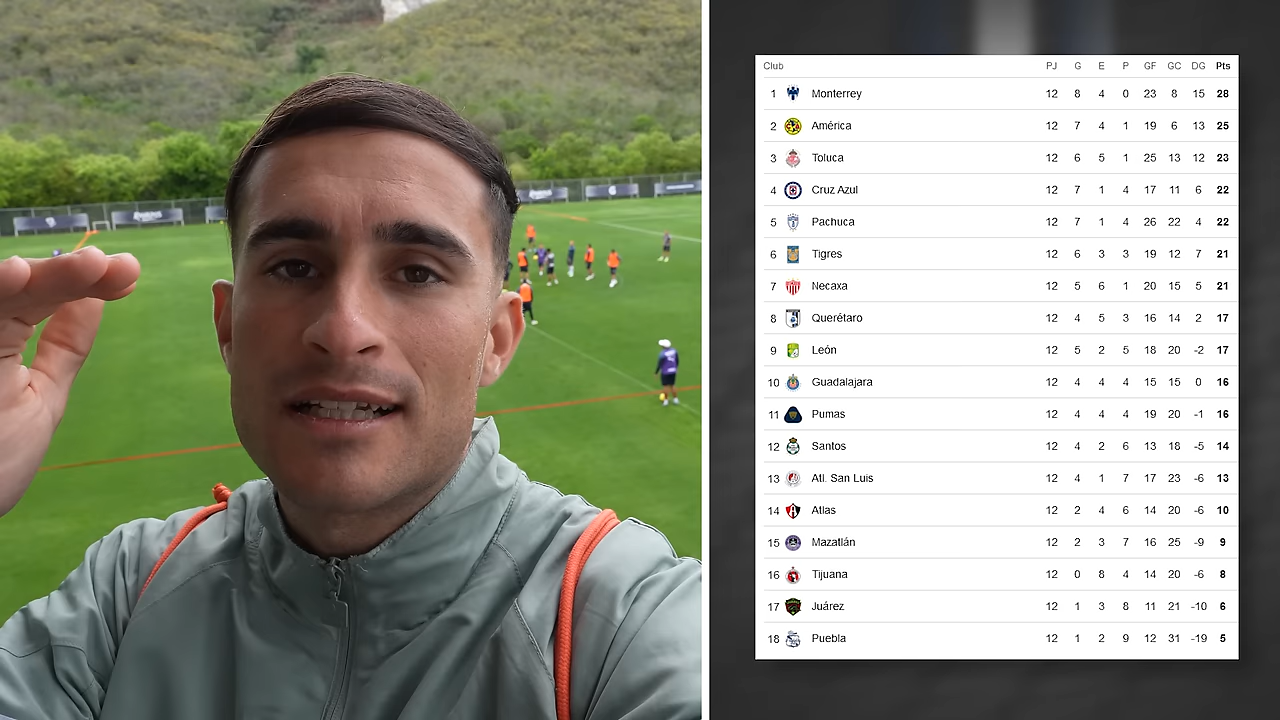 Club PJ G E P GF GC DG Pts
1 Monterrey 12 8 4 0 23 8 15 28
2 América 12 7 4 1 19 6 13 25
3 Toluca 12 6 5 1 25 13 12 23
4 Cruz Azul 12 7 1 4 17 11 6 22
5 Pachuca 12 7 1 4 26 22 4 22
6 Tigres 12 6 3 3 19 12 7 21
7 Necaxa 12 5 6 1 20 15 5 21
8 Querétaro 12 4 5 3 16 14 2 17
9 León 12 5 2 5 18 20 -2 17
10 Guadalajara 12 4 4 4 15 15 0 16
11 Pumas 12 4 4 4 19 20 -1 16
12 Santos 12 4 2 6 13 18 -5 14
13 Atl. San Luis 12 4 1 7 17 23 -6 13
14 Atlas 12 2 4 6 14 20 -6 10
15 Mazatlán 12 2 3 7 16 25 -9 9
16 Tijuana 12 0 8 4 14 20 -6 8
17 Juárez 12 1 3 8 11 21 -10 6
18 Puebla 12 1 2 9 12 31 -19 5